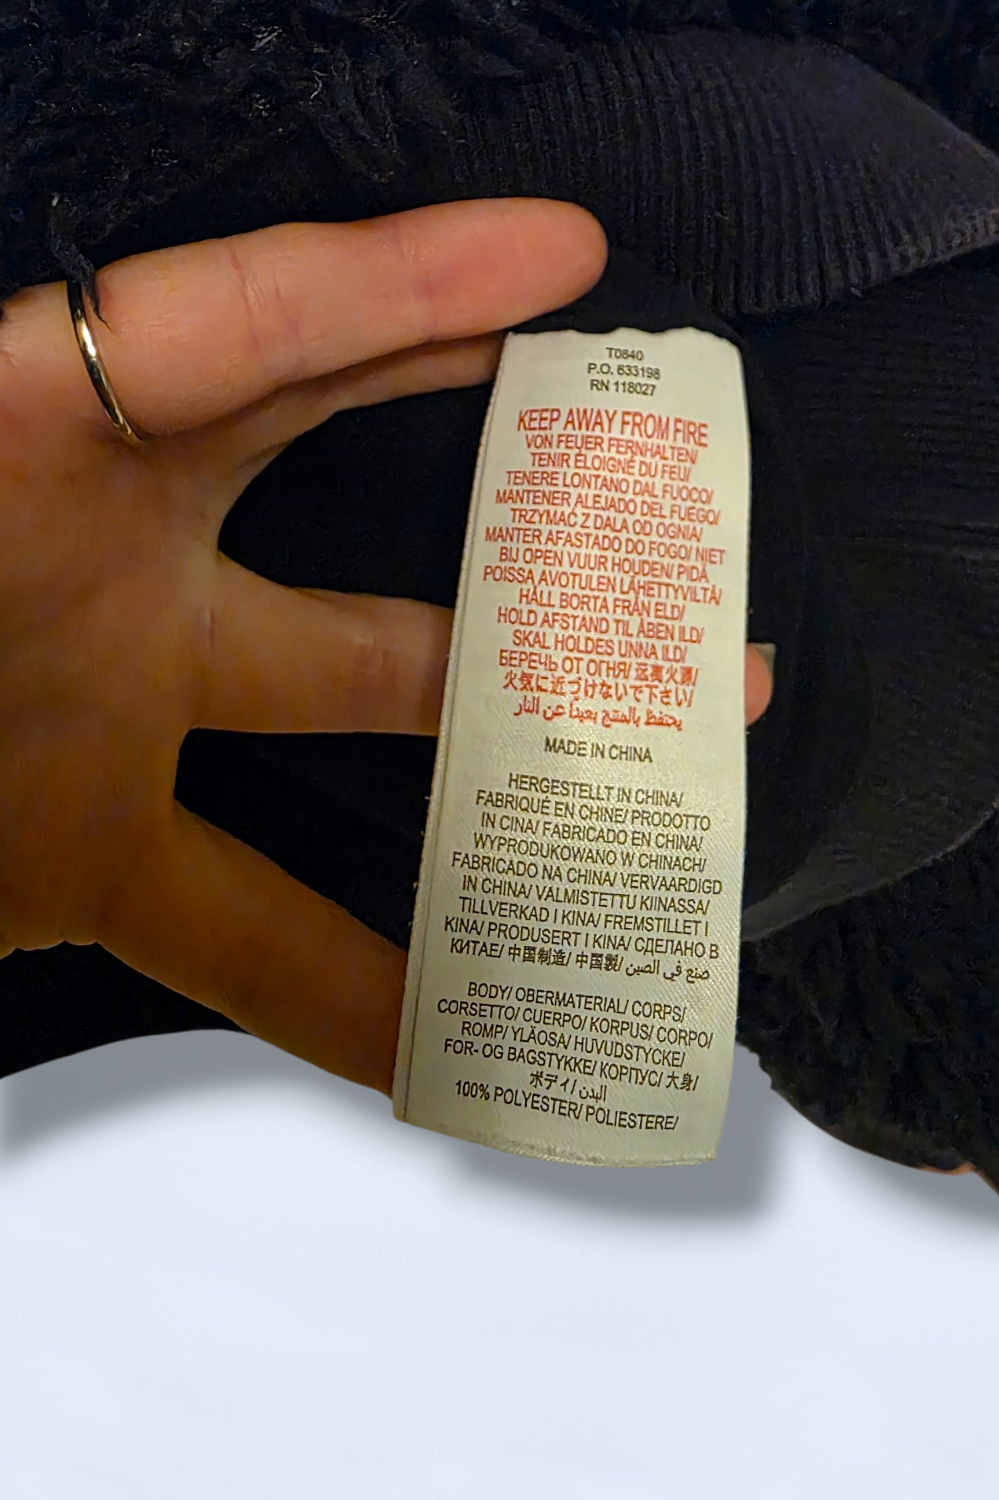 T0640
P.O. 633198
RN 118027
KEEP AWAY FROM FIRE
VON FEUER FERNHALTEN/
TENIR ÉLOIGNÉ DU FEU/
TENERE LONTANO DAL FUOCO/
MANTENER ALEJADO DEL FUEGO/
TRZYMAĆ Z DALA OD OGNIA/
MANTER AFASTADO DO FOGO/ NIET
BIJ OPEN VUUR HOUDEN/ PIDÄ
POISSA AVOTULEN LÄHETTYVILTÄ/
HÅLL BORTA FRÅN ELD/
HOLD AFSTAND TIL ÅBEN ILD/
SKAL HOLDES UNNA ILD/
БЕРЕЧЬ ОТ ОГНЯ/ 远离火源/
火気に近づけないで下さい/
يحتفظ بالمنتج بعيداً عن النار
MADE IN CHINA
HERGESTELLT IN CHINA/
FABRIQUÉ EN CHINE/ PRODOTTO
IN CINA/ FABRICADO EN CHINA/
WYPRODUKOWANO W CHINACH/
FABRICADO NA CHINA/ VERVAARDIGD
IN CHINA/ VALMISTETTU KIINASSA/
TILLVERKAD I KINA/ FREMSTILLET I
KINA/ PRODUSERT I KINA/ СДЕЛАНО В
КИТАЕ/ 中国制造/ 中国製/ صنع في الصين
BODY/ OBERMATERIAL/ CORPS/
CORSETTO/ CUERPO/ KORPUS/ CORPO/
ROMP/ YLÄOSA/ HUVUDSTYCKE/
FOR- OG BAGSTYKKE/ КОРПУС/ 大身/
ボディ/ البدن
100% POLYESTER/ POLIESTERE/